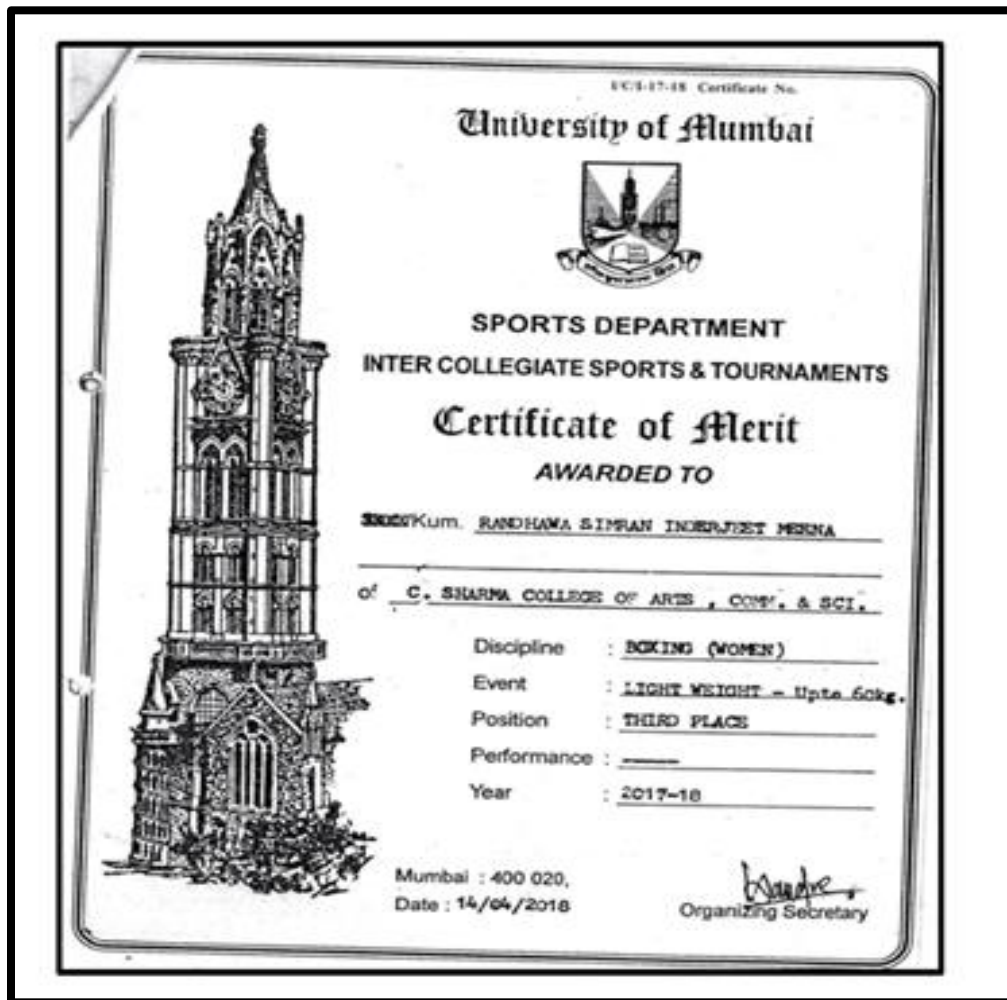 UC/I-17-18 Certificate No.
University of Mumbai
SPORTS DEPARTMENT
INTER COLLEGIATE SPORTS & TOURNAMENTS
Certificate of Merit
AWARDED TO
Kum. RANDHAWA SIMRAN INDERJEET MEENA
of C. SHARMA COLLEGE OF ARTS , COMM. & SCI.
Discipline : BOXING (WOMEN)
Event : LIGHT WEIGHT - Upto 60kg.
Position : THIRD PLACE
Performance : -----
Year : 2017-18
Mumbai : 400 020,
Date : 14/04/2018
Organizing Secretary